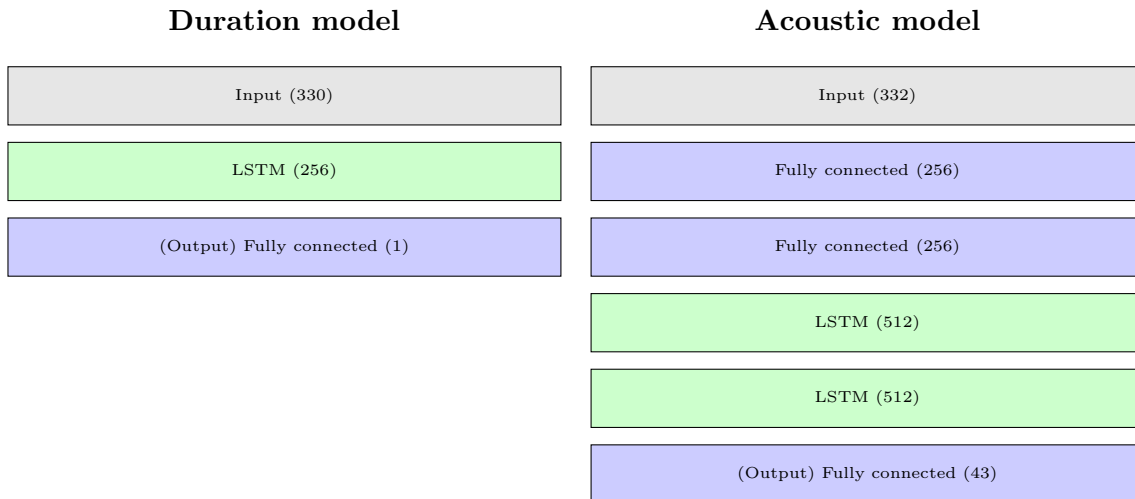 Duration model
Input (330)
LSTM (256)
(Output) Fully connected (1)
Acoustic model
Input (332)
Fully connected (256)
Fully connected (256)
LSTM (512)
LSTM (512)
(Output) Fully connected (43)